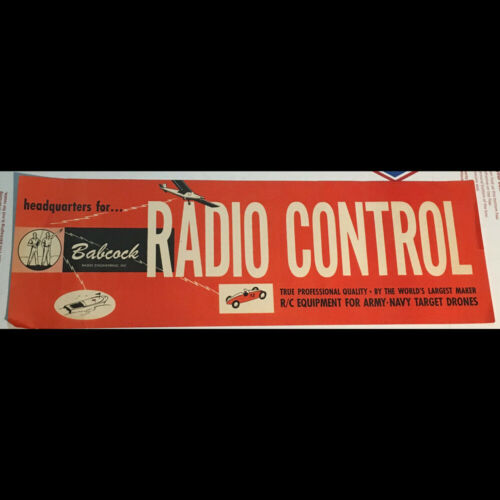 headquarters for...
RADIO CONTROL
Babcock
RADIO ENGINEERING, INC.
TRUE PROFESSIONAL QUALITY • BY THE WORLD'S LARGEST MAKER
R/C EQUIPMENT FOR ARMY-NAVY TARGET DRONES